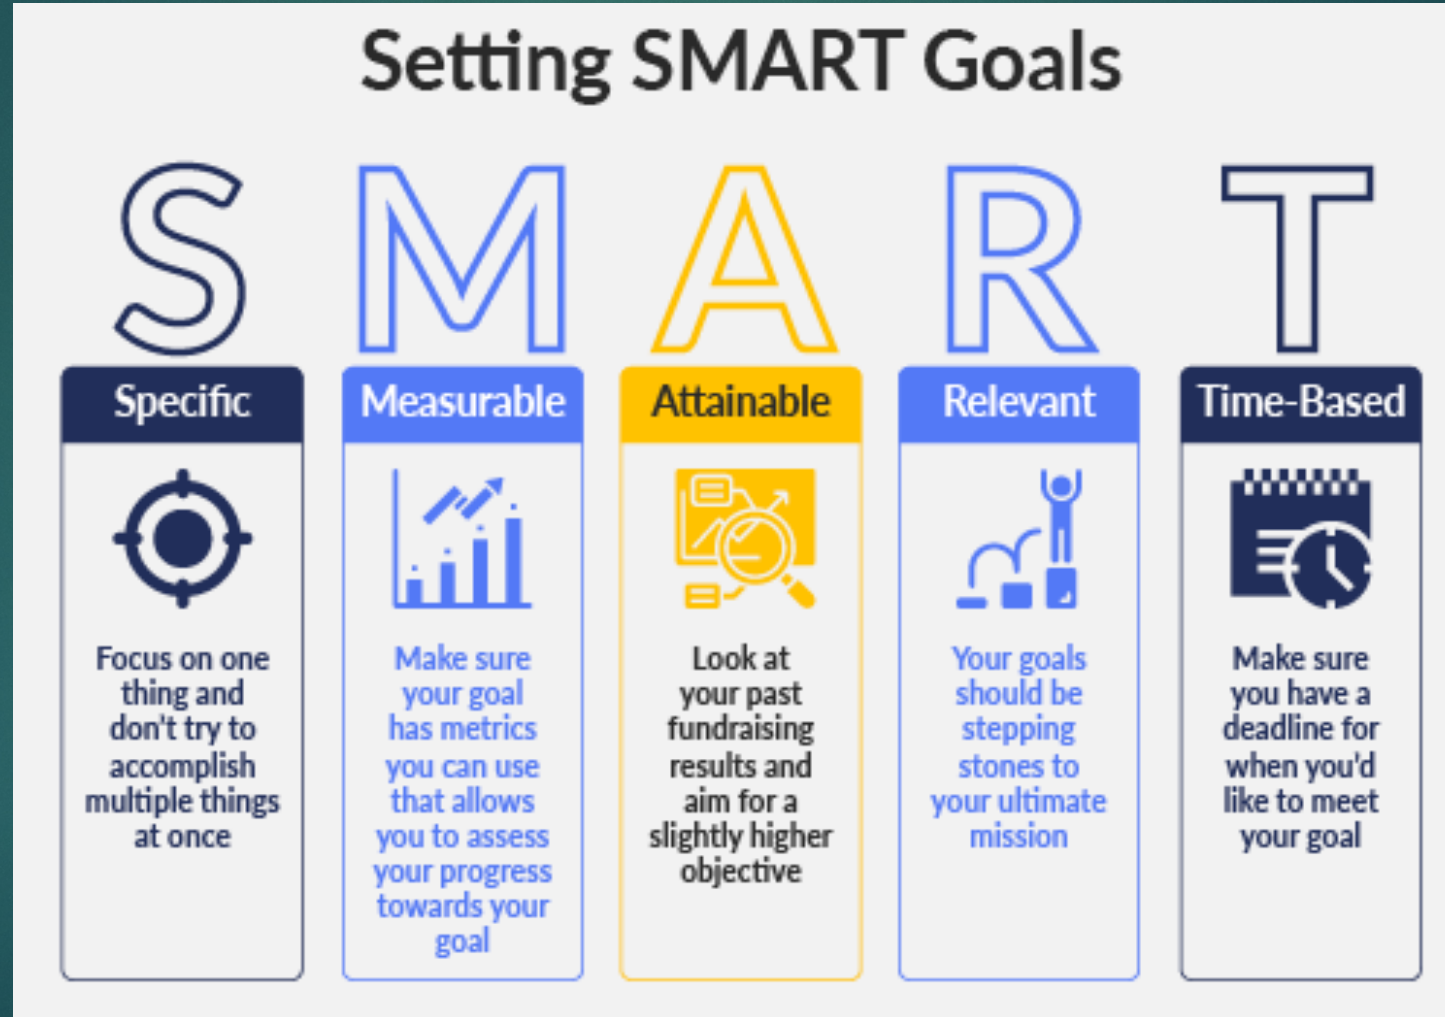 Setting SMART Goals
S M A R T
Specific
Focus on one
thing and
don't try to
accomplish
multiple things
at once
Measurable
Make sure
your goal
has metrics
you can use
that allows
you to assess
your progress
towards your
goal
Attainable
Look at
your past
fundraising
results and
aim for a
slightly higher
objective
Relevant
Your goals
should be
stepping
stones to
your ultimate
mission
Time-Based
Make sure
you have a
deadline for
when you'd
like to meet
your goal